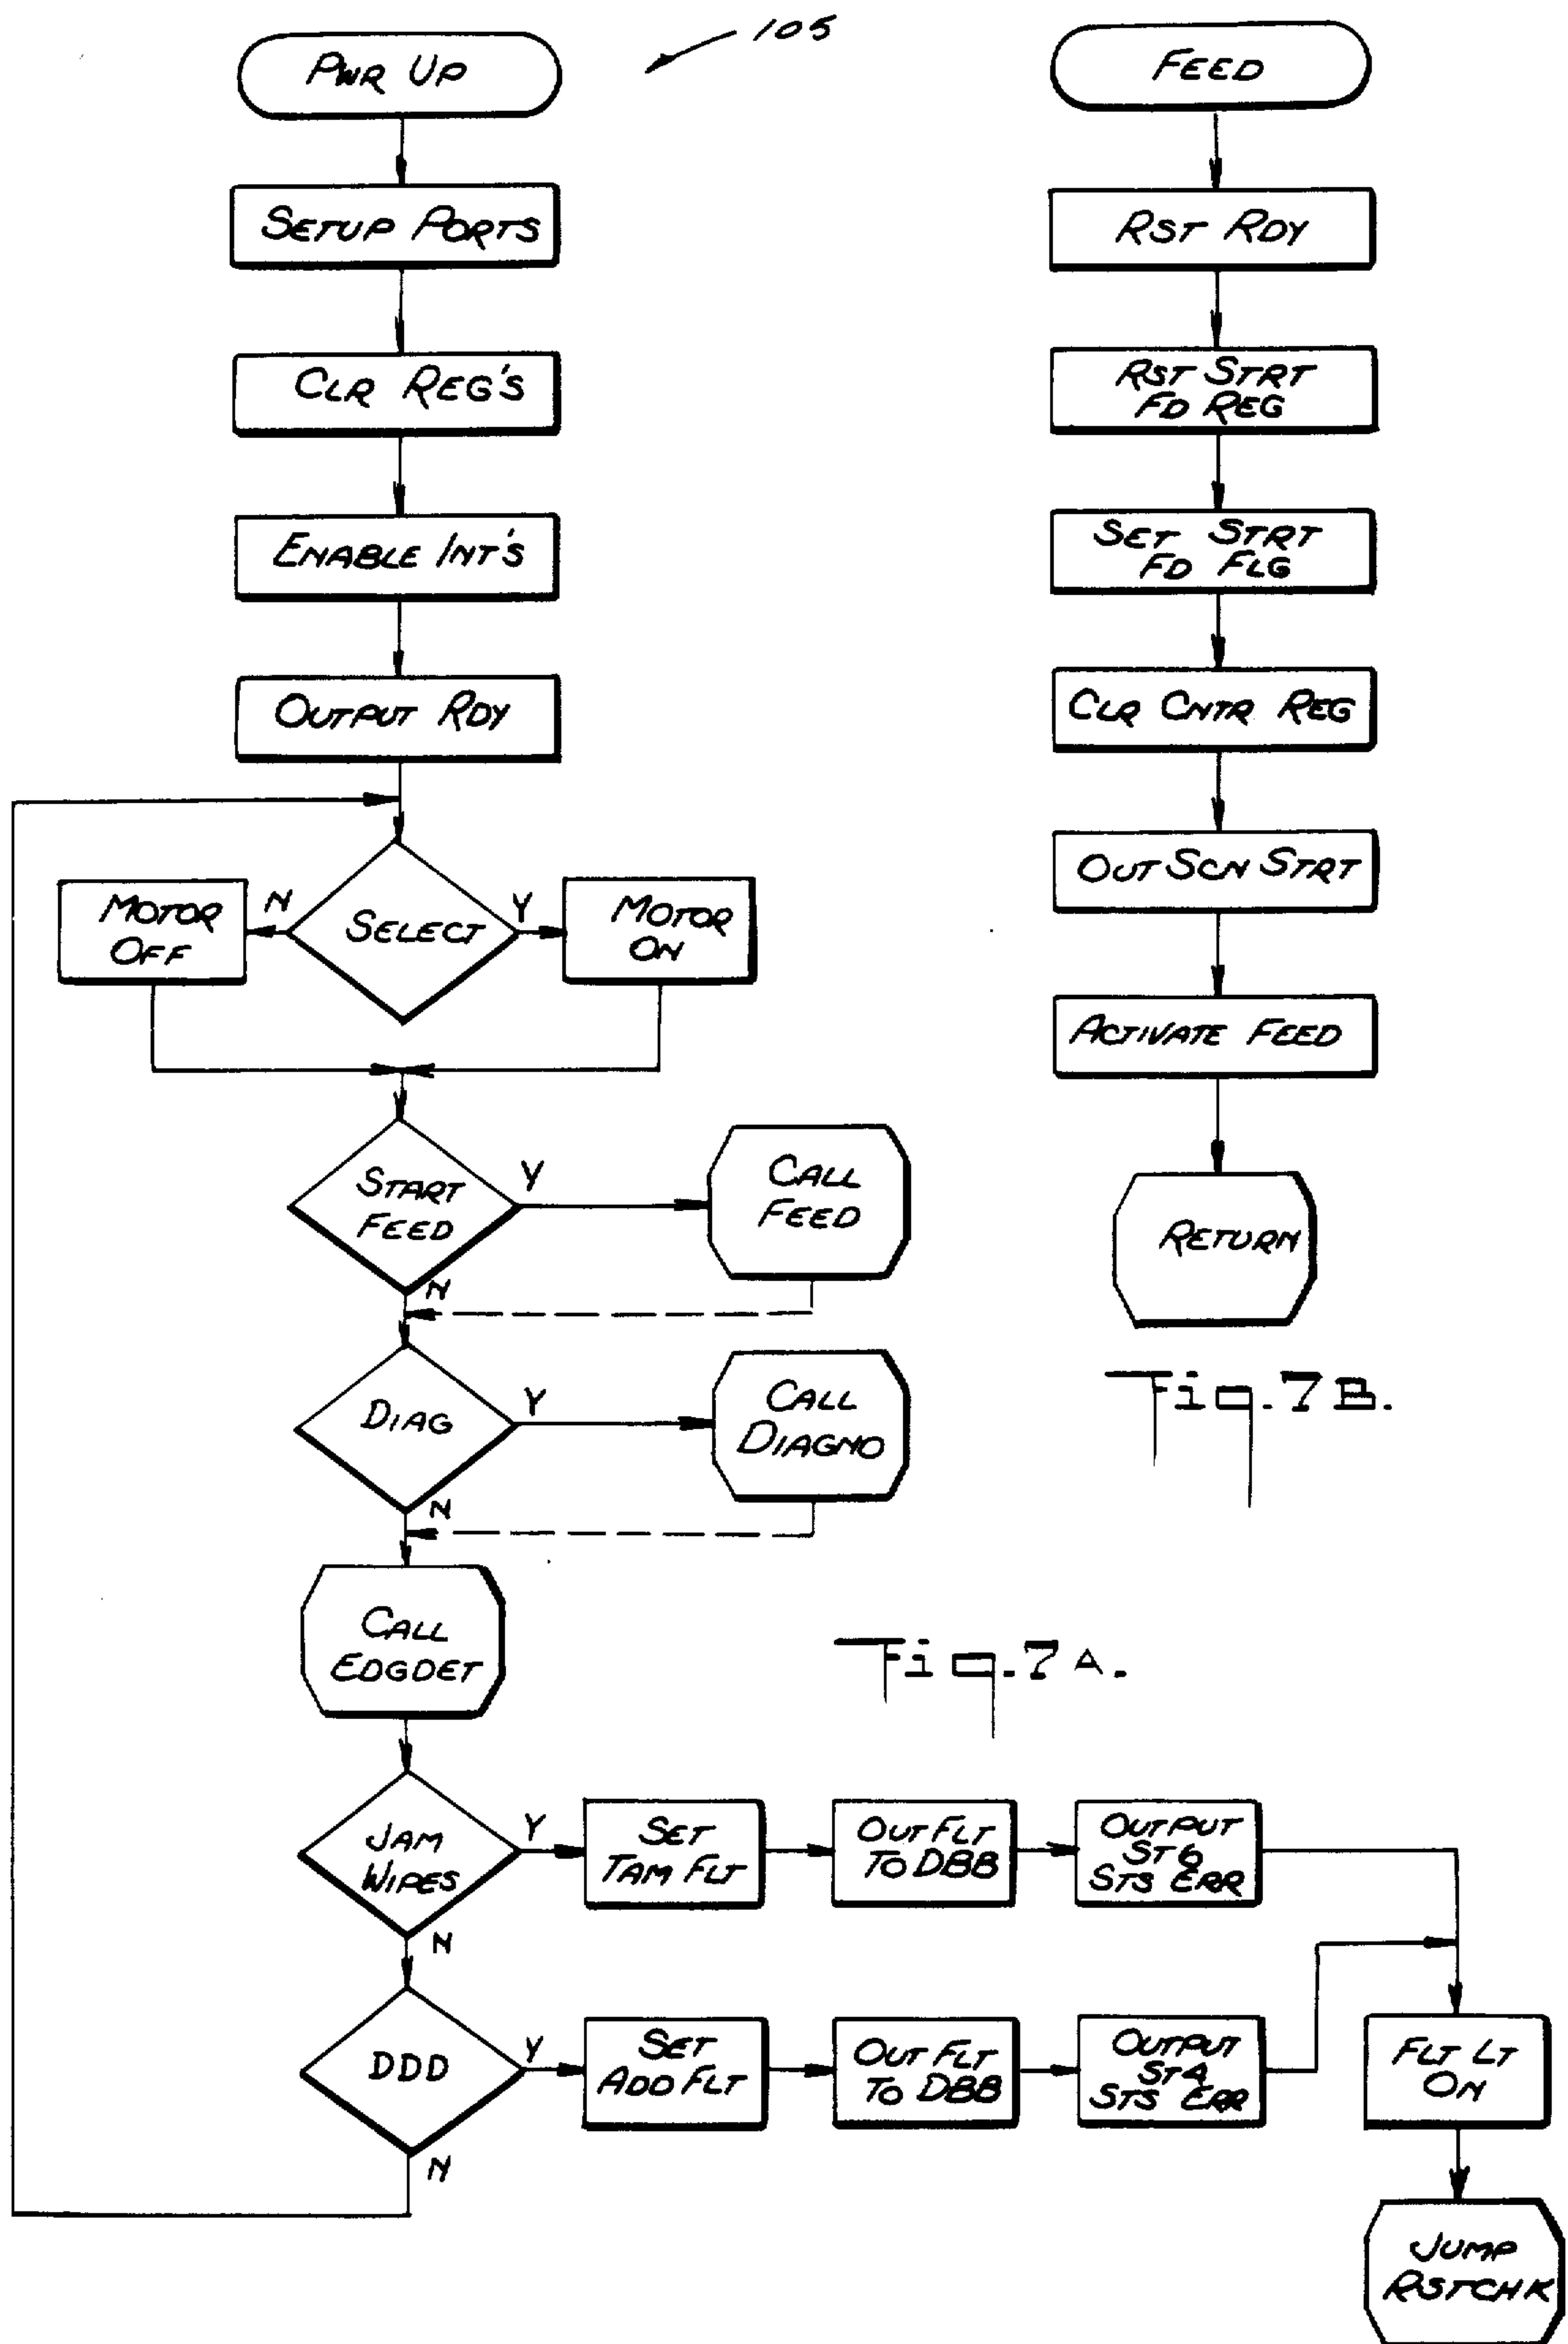 105
PWR UP
SETUP PORTS
CLR REG'S
ENABLE INT'S
OUTPUT RDY
MOTOR
OFF
N
SELECT
Y
MOTOR
ON
START
FEED
Y
CALL
FEED
N
DIAG
Y
CALL
DIAGNO
N
CALL
EDGDET
Fig. 7A.
JAM
WIPES
Y
SET
TAM FLT
OUT FLT
TO DBB
OUTPUT
ST6
STS ERR
N
DDD
Y
SET
ADD FLT
OUT FLT
TO DBB
OUTPUT
ST4
STS ERR
N
FLT LT
ON
JUMP
RSTCHK
FEED
RST RDY
RST STRT
FD REG
SET STRT
FD FLG
CLR CNTR REG
OUT SCN STRT
ACTIVATE FEED
RETURN
Fig. 7B.